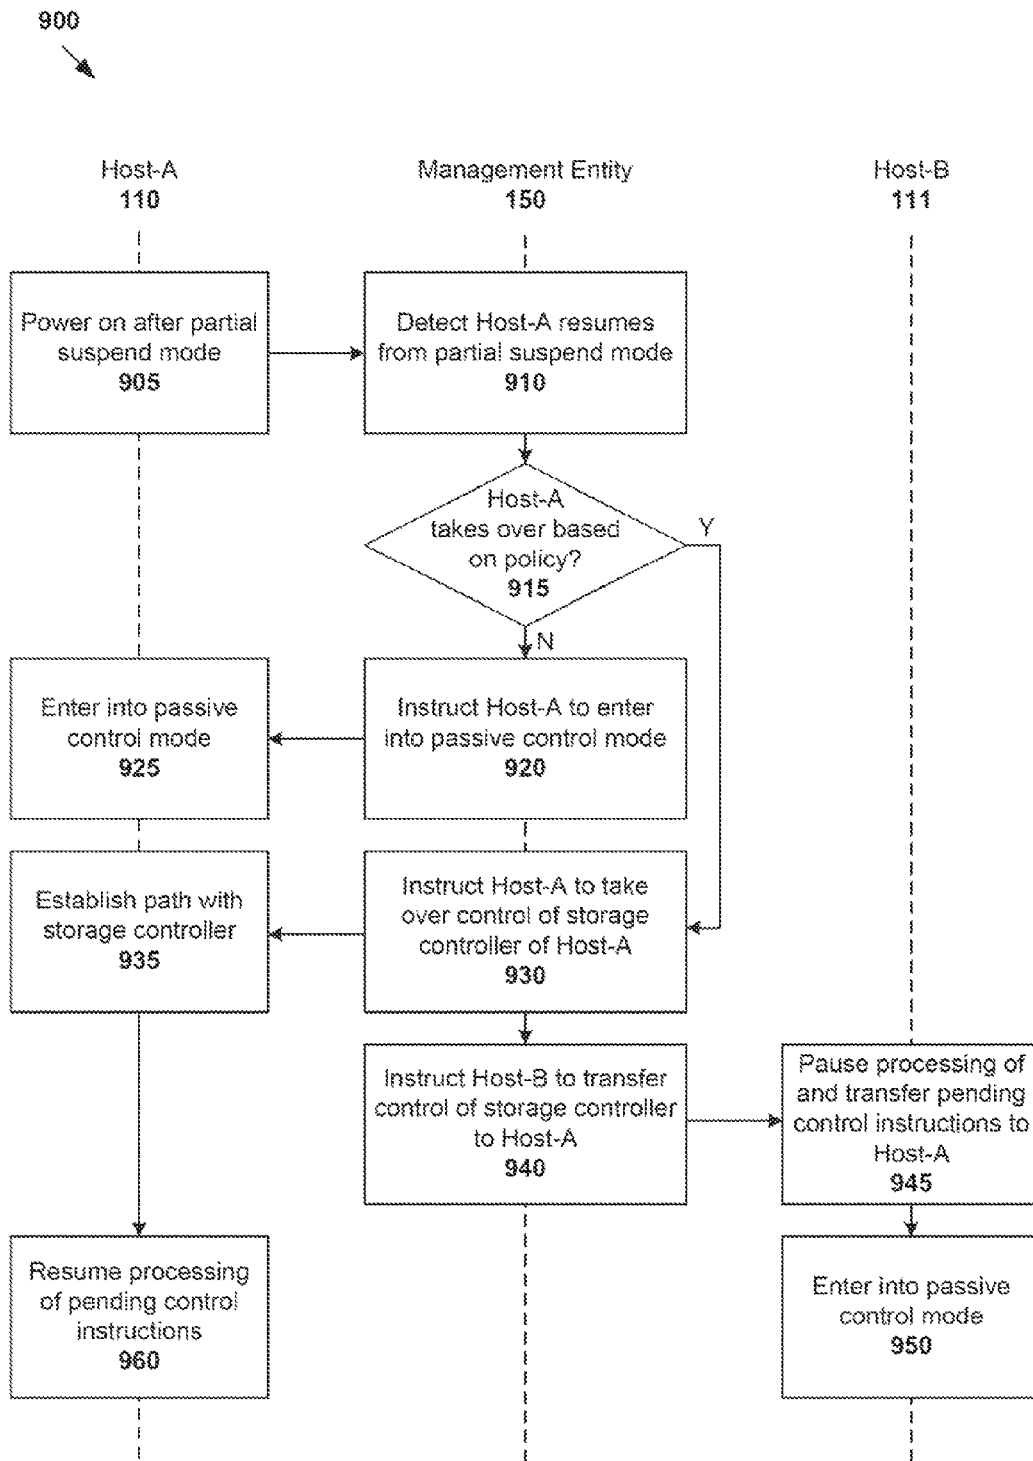 900
Host-A
110
Management Entity
150
Host-B
111
Power on after partial
suspend mode
905
Detect Host-A resumes
from partial suspend mode
910
Host-A
takes over based
on policy?
915
Y
N
Enter into passive
control mode
925
Instruct Host-A to enter
into passive control mode
920
Establish path with
storage controller
935
Instruct Host-A to take
over control of storage
controller of Host-A
930
Instruct Host-B to transfer
control of storage controller
to Host-A
940
Pause processing of
and transfer pending
control instructions to
Host-A
945
Resume processing
of pending control
instructions
960
Enter into passive
control mode
950